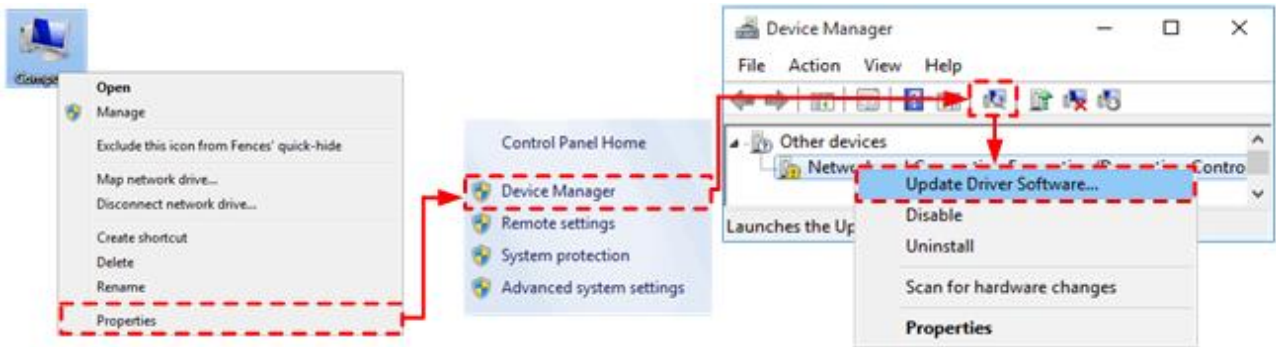 Open
Manage
Exclude this icon from Fences' quick-hide
Map network drive...
Disconnect network drive...
Create shortcut
Delete
Rename
Properties
Control Panel Home
Device Manager
Remote settings
System protection
Advanced system settings
Device Manager
File Action View Help
Other devices
Launches the Up
Update Driver Software...
Disable
Uninstall
Scan for hardware changes
Properties